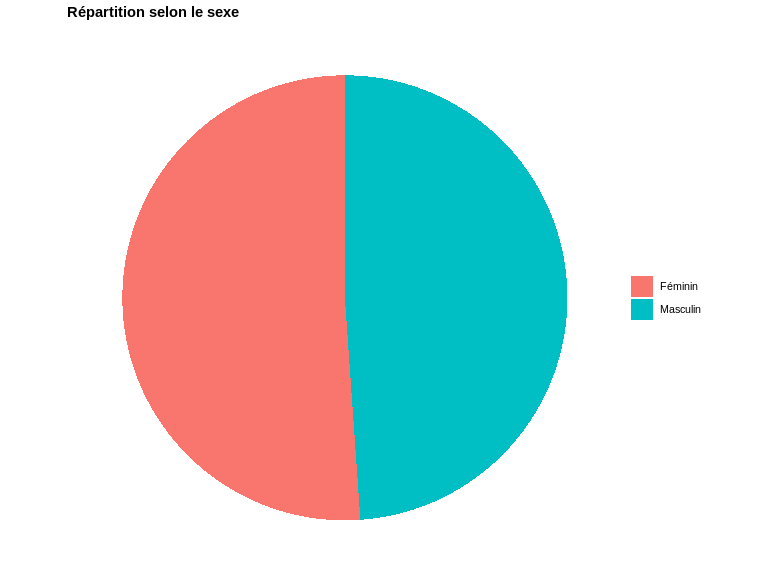 Répartition selon le sexe
Féminin
Masculin